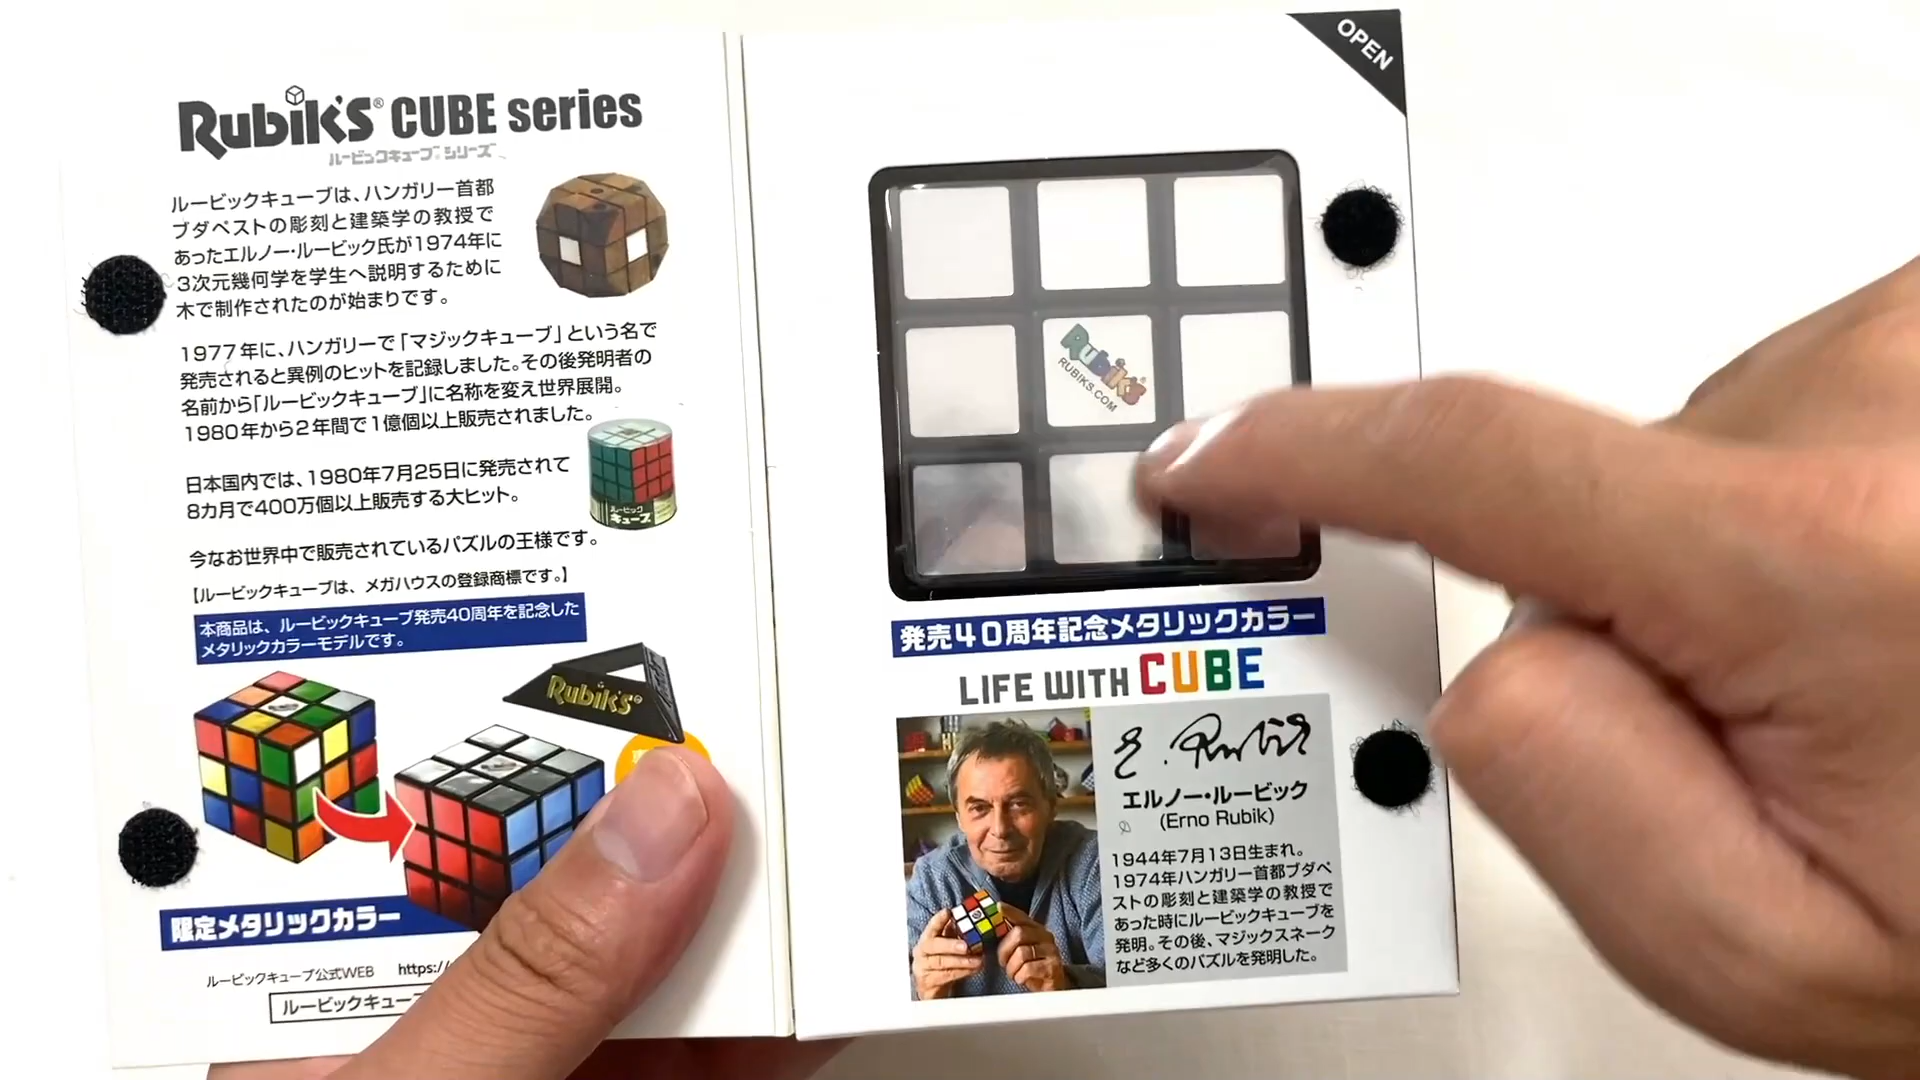 Rubik's® CUBE series
ルービックキューブ™シリーズ
ルービックキューブは、ハンガリー首都
ブダペストの彫刻と建築学の教授で
あったエルノー・ルービック氏が1974年に
3次元幾何学を学生へ説明するために
木で制作されたのが始まりです。
1977年に、ハンガリーで「マジックキューブ」という名で
発売されると異例のヒットを記録しました。その後発明者の
名前から「ルービックキューブ」に名称を変え世界展開。
1980年から2年間で1億個以上販売されました。
日本国内では、1980年7月25日に発売されて
8カ月で400万個以上販売する大ヒット。
ルービック
キューブ
今なお世界中で販売されているパズルの王様です。
【ルービックキューブは、メガハウスの登録商標です。】
本商品は、ルービックキューブ発売40周年を記念した
メタリックカラーモデルです。
Rubik's®
限定メタリックカラー
ルービックキューブ公式WEB https:/
ルービックキューブ
OPEN
Rubik's
RUBIKS.COM
発売40周年記念メタリックカラー
LIFE WITH CUBE
E. Rubik
エルノー・ルービック
(Erno Rubik)
1944年7月13日生まれ。
1974年ハンガリー首都ブダペ
ストの彫刻と建築学の教授で
あった時にルービックキューブを
発明。その後、マジックスネーク
など多くのパズルを発明した。